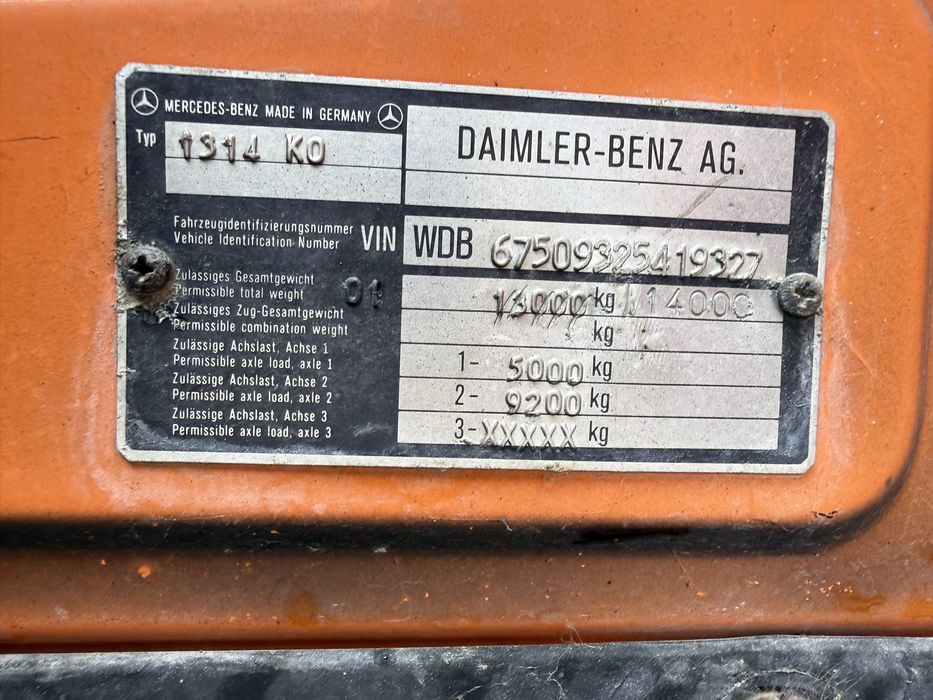 MERCEDES-BENZ MADE IN GERMANY
Typ 1314 KO
DAIMLER-BENZ AG.
Fahrzeugidentifizierungsnummer
Vehicle Identification Number VIN WDB 67509325419327
Zulässiges Gesamtgewicht
Permissible total weight 01 13000 kg 14000
Zulässiges Zug-Gesamtgewicht
Permissible combination weight kg
Zulässige Achslast, Achse 1
Permissible axle load, axle 1 1- 5000 kg
Zulässige Achslast, Achse 2
Permissible axle load, axle 2 2- 9200 kg
Zulässige Achslast, Achse 3
Permissible axle load, axle 3 3- XXXXX kg